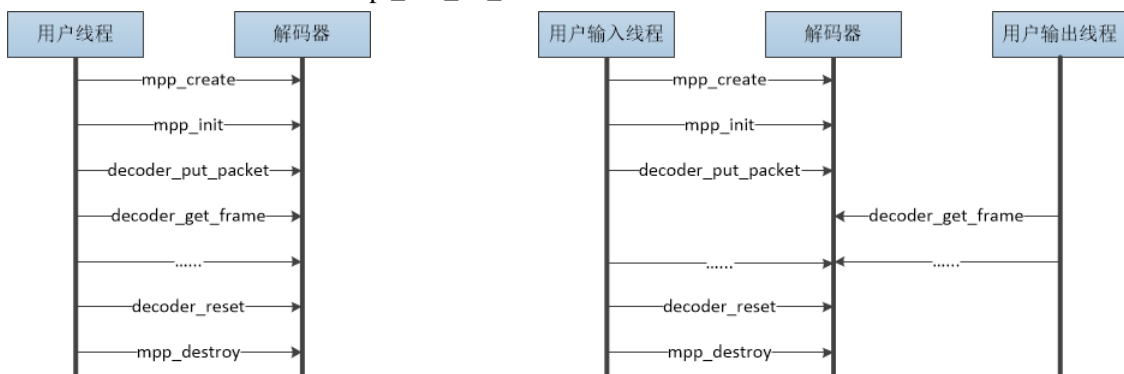 用户线程
解码器
mpp_create
mpp_init
decoder_put_packet
decoder_get_frame
......
decoder_reset
mpp_destroy
用户输入线程
解码器
用户输出线程
mpp_create
mpp_init
decoder_put_packet
decoder_get_frame
......
......
decoder_reset
mpp_destroy